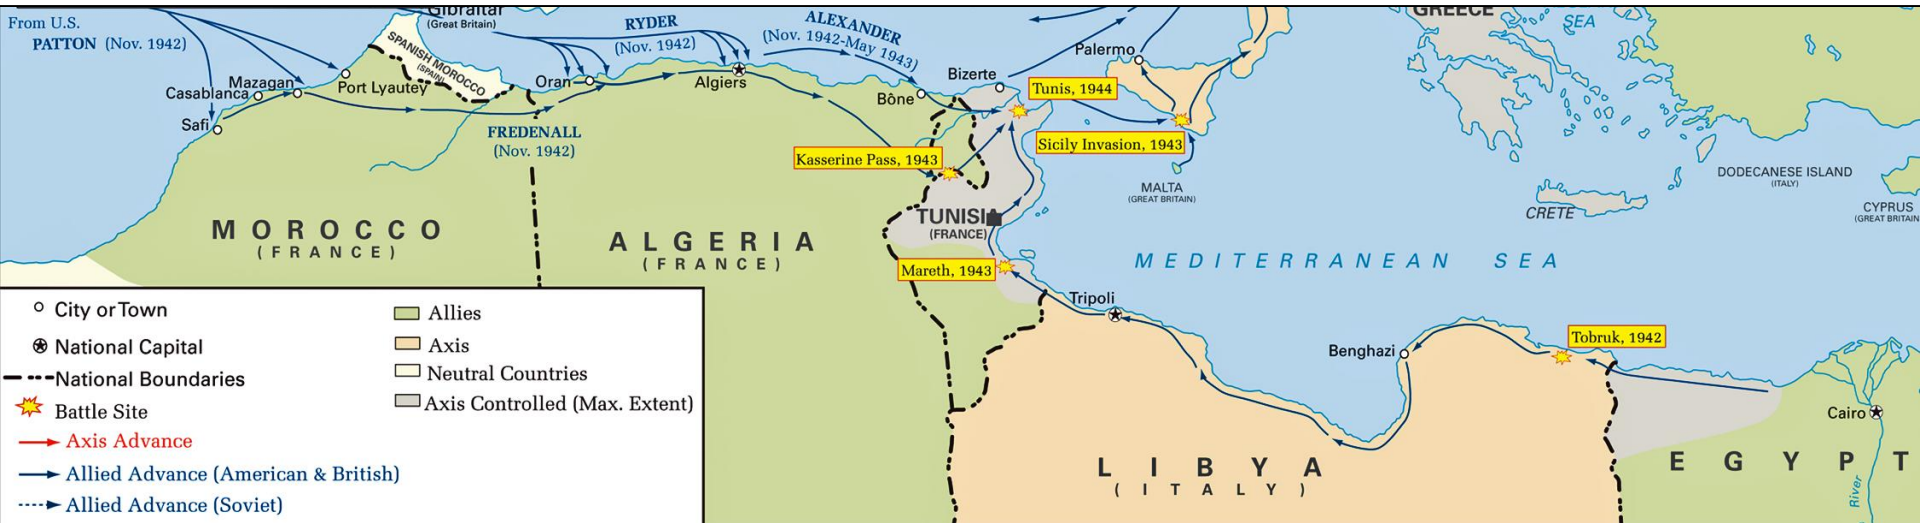 From U.S.
PATTON (Nov. 1942)
Gibraltar
(Great Britain)
SPANISH MOROCCO
(SPAIN)
RYDER
(Nov. 1942)
ALEXANDER
(Nov. 1942-May 1943)
GREECE
SEA
Palermo
Bizerte
Tunis, 1944
Mazagan
Casablanca
Port Lyautey
Oran
Algiers
Bône
Safi
FREDENALL
(Nov. 1942)
Sicily Invasion, 1943
Kasserine Pass, 1943
MALTA
(GREAT BRITAIN)
DODECANESE ISLAND
(ITALY)
CRETE
CYPRUS
(GREAT BRITAIN
MOROCCO
(FRANCE)
ALGERIA
(FRANCE)
TUNISIA
(FRANCE)
MEDITERRANEAN SEA
Mareth, 1943
Tripoli
Benghazi
Tobruk, 1942
Cairo
LIBYA
(ITALY)
EGYPT
River
City or Town
National Capital
National Boundaries
Battle Site
Axis Advance
Allied Advance (American & British)
Allied Advance (Soviet)
Allies
Axis
Neutral Countries
Axis Controlled (Max. Extent)